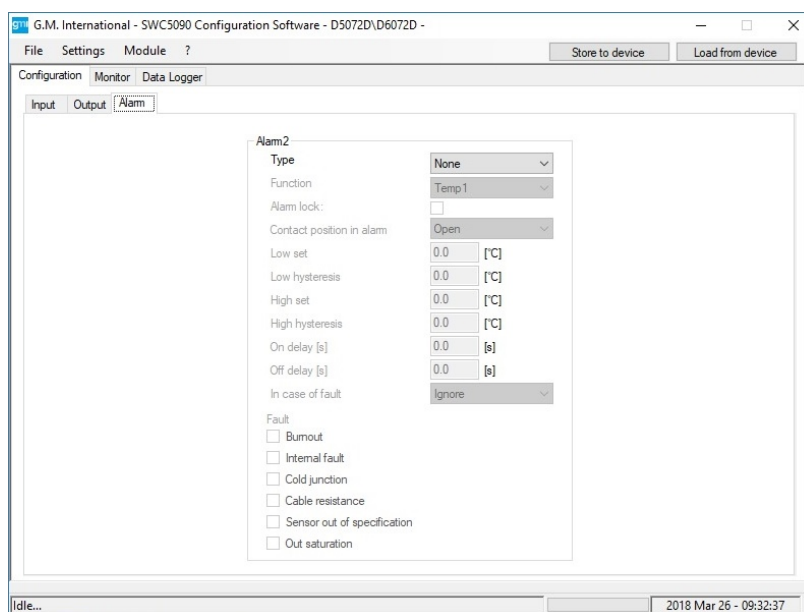 gmi G.M. International - SWC5090 Configuration Software - D5072D\D6072D -
File Settings Module ? Store to device Load from device
Configuration Monitor Data Logger
Input Output Alarm
Alarm2
Type None
Function Temp1
Alarm lock:
Contact position in alarm Open
Low set 0.0 [°C]
Low hysteresis 0.0 [°C]
High set 0.0 [°C]
High hysteresis 0.0 [°C]
On delay [s] 0.0 [s]
Off delay [s] 0.0 [s]
In case of fault Ignore
Fault
Burnout
Internal fault
Cold junction
Cable resistance
Sensor out of specification
Out saturation
Idle... 2018 Mar 26 - 09:32:37